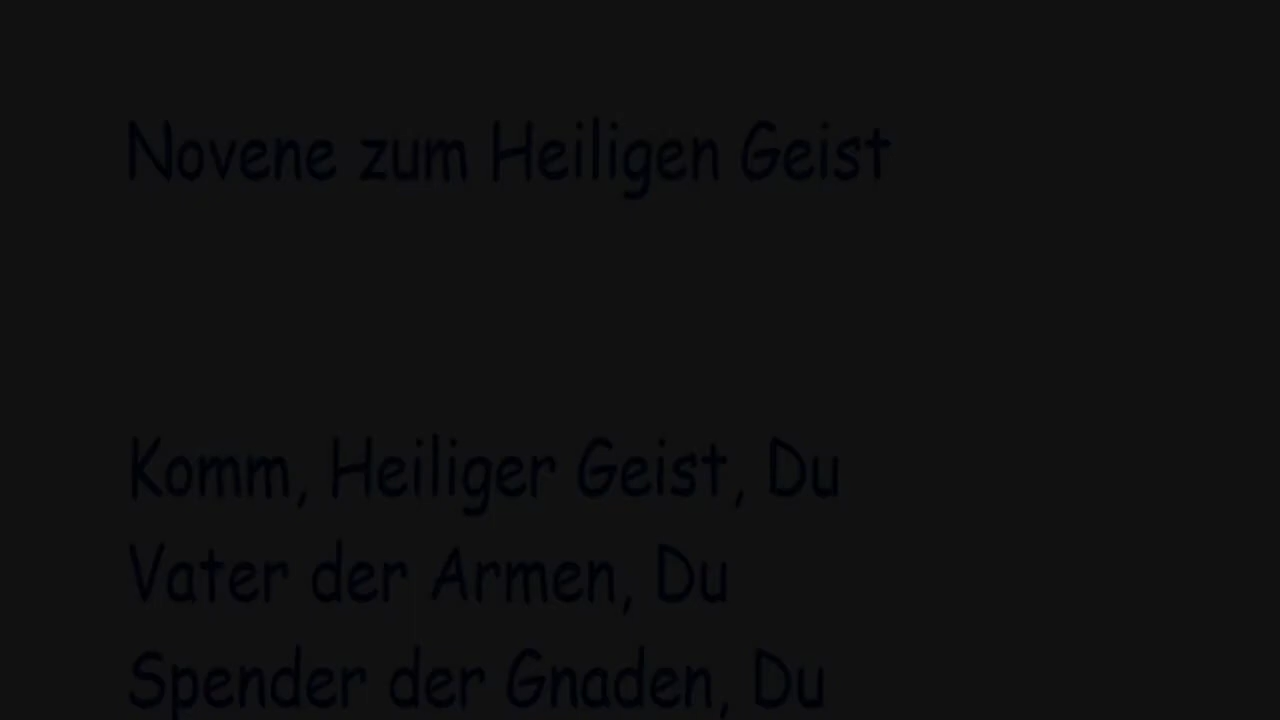 Novene zum Heiligen Geist
Komm, Heiliger Geist, Du
Vater der Armen, Du
Spender der Gnaden, Du